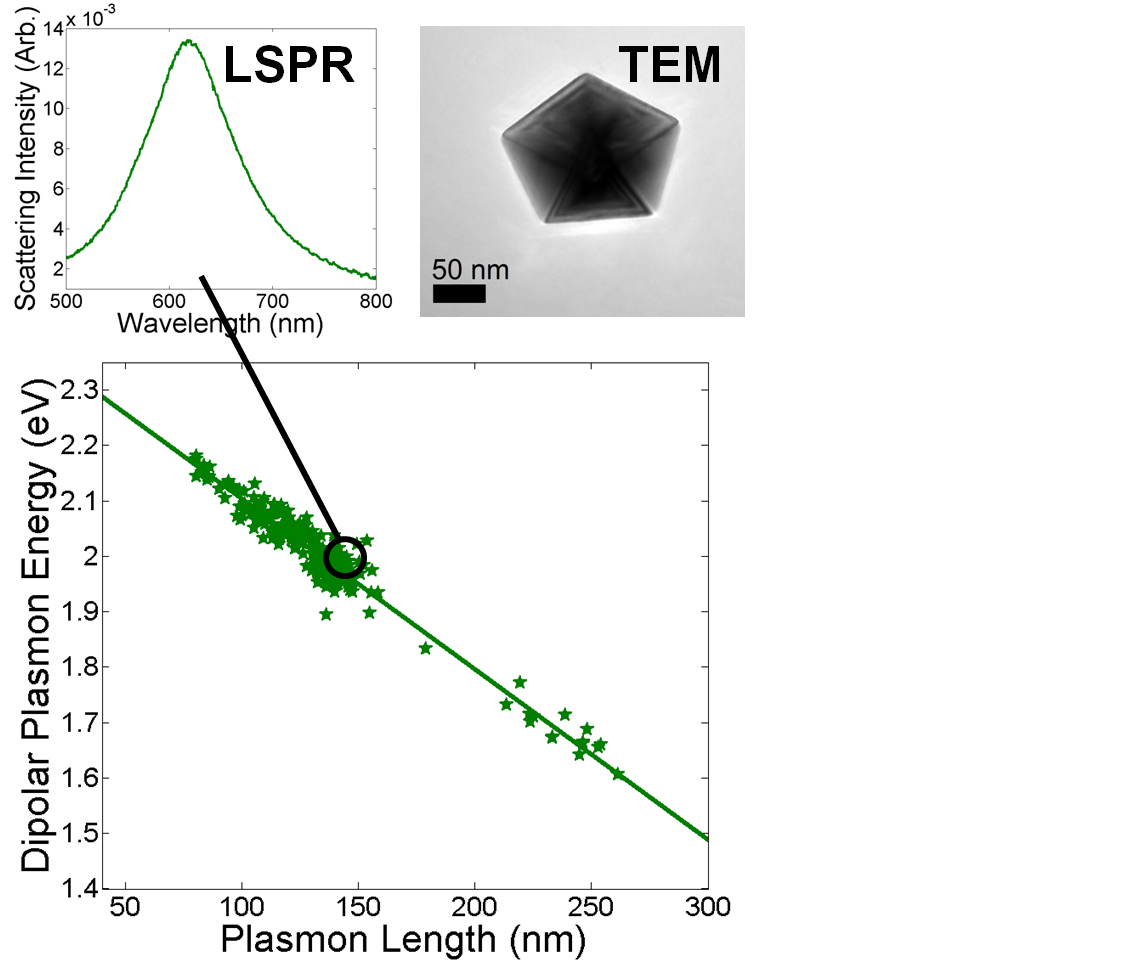 14 x 10-3
LSPR
12
10
8
6
4
2
500 600 700 800
Scattering Intensity (Arb.)
Wavelength (nm)
TEM
50 nm
2.3
2.2
2.1
2
1.9
1.8
1.7
1.6
1.5
1.4
50 100 150 200 250 300
Dipolar Plasmon Energy (eV)
Plasmon Length (nm)